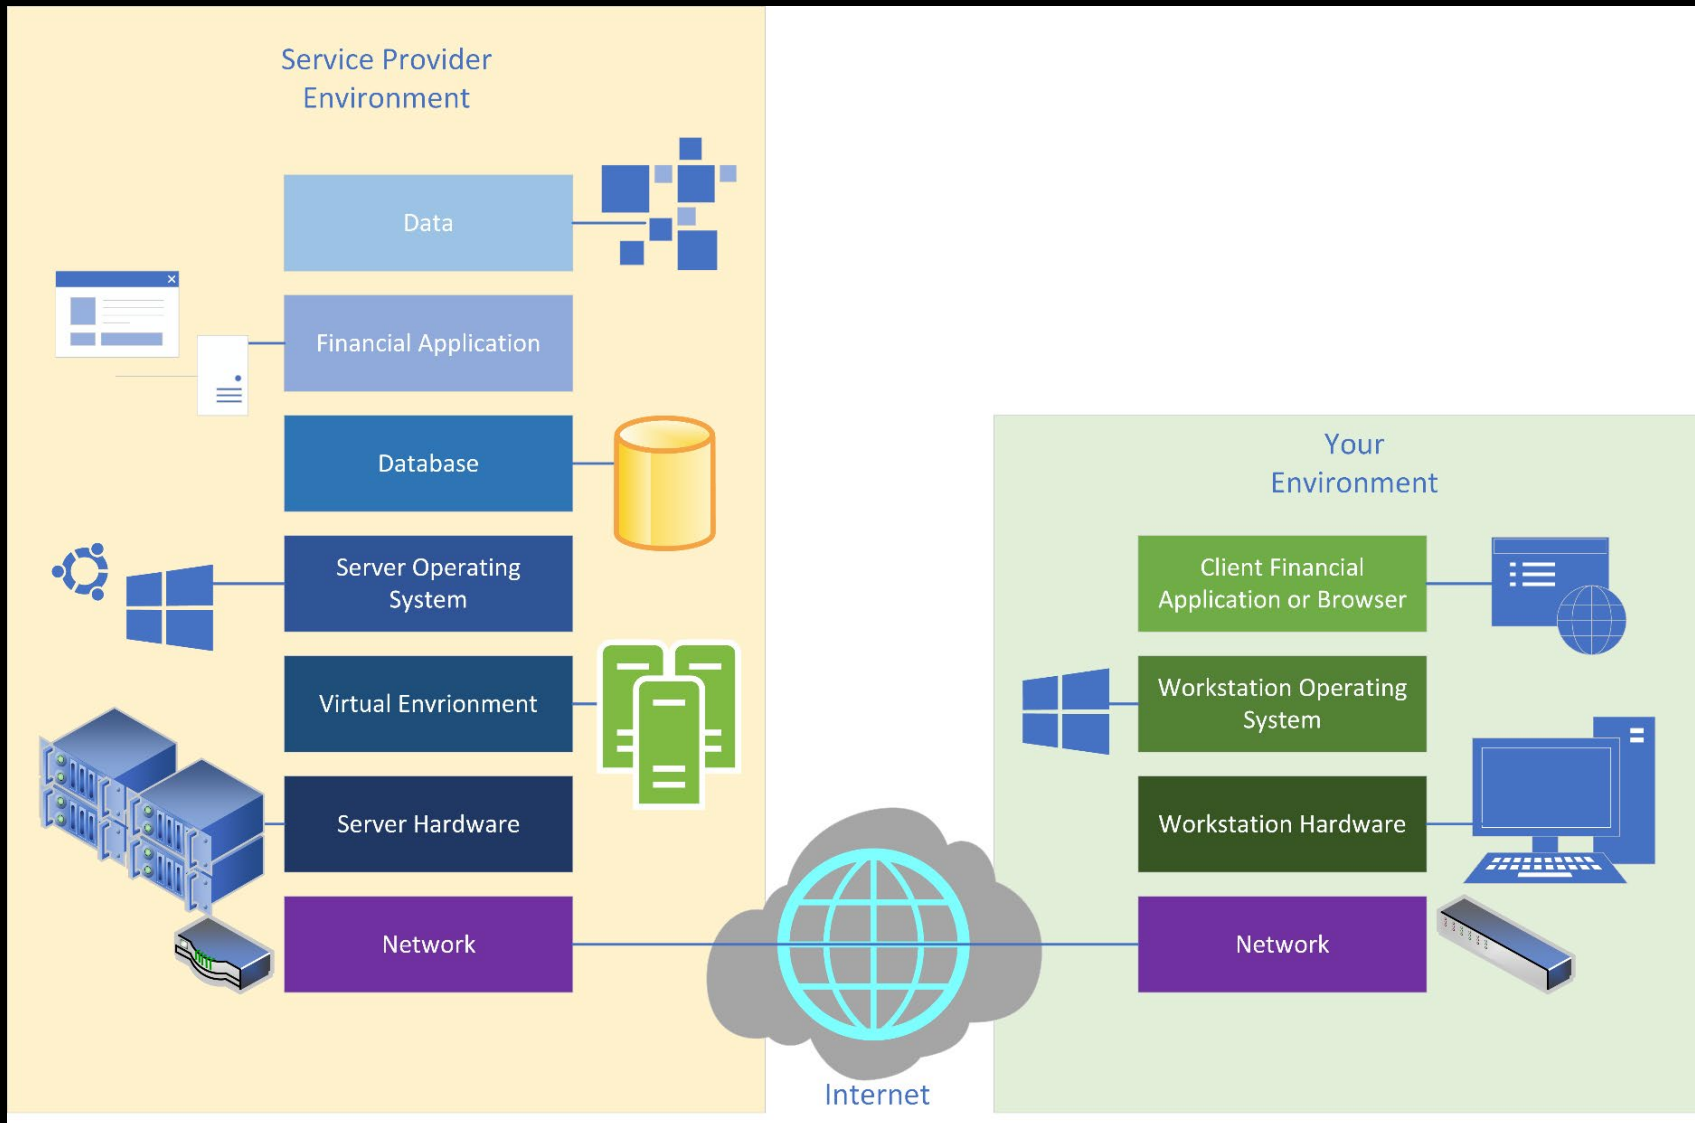 Service Provider
Environment
Data
Financial Application
Database
Server Operating
System
Virtual Envrionment
Server Hardware
Network
Internet
Your
Environment
Client Financial
Application or Browser
Workstation Operating
System
Workstation Hardware
Network